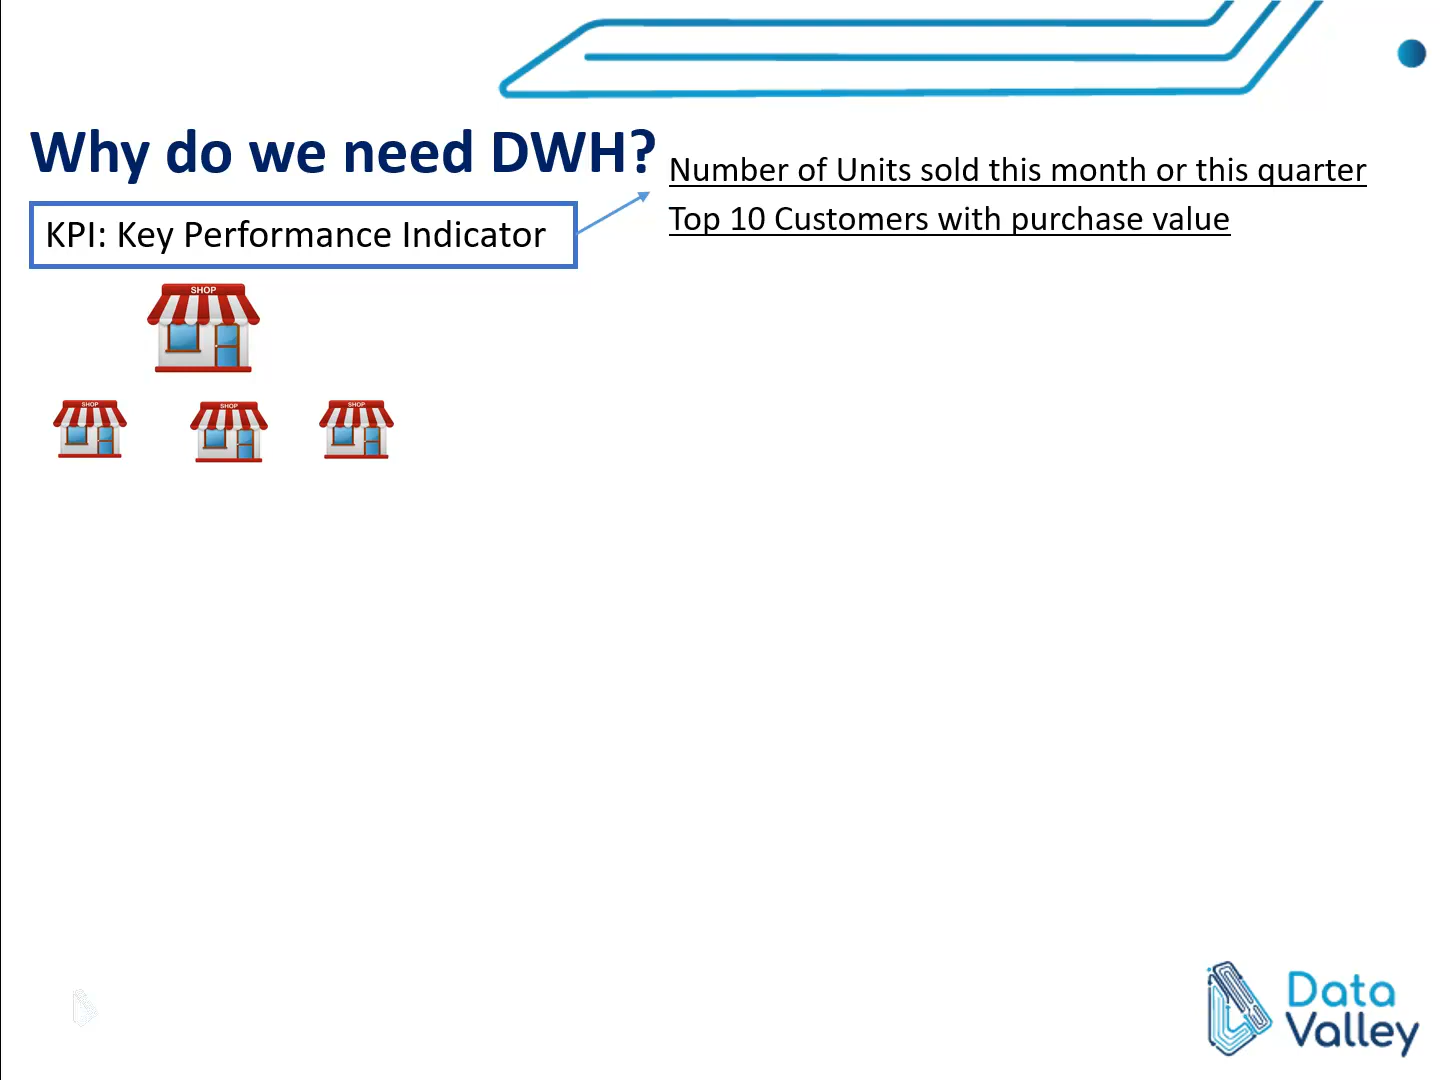 Why do we need DWH?
Number of Units sold this month or this quarter
Top 10 Customers with purchase value
KPI: Key Performance Indicator
SHOP
SHOP
SHOP
SHOP
Data
Valley